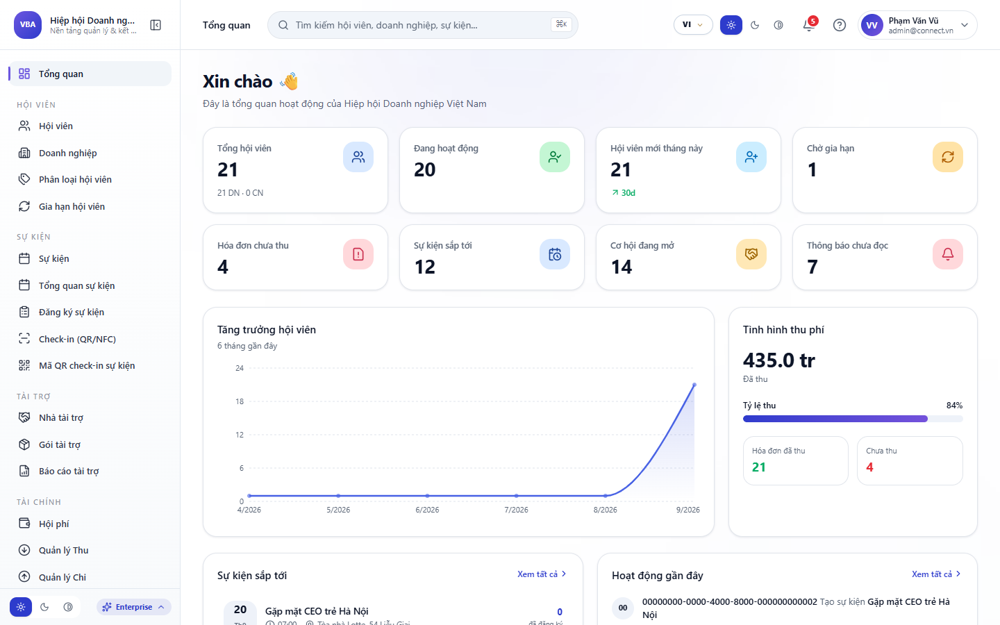 VBA
Hiệp hội Doanh ng...
Nền tảng quản lý & kết ...
Tổng quan
HỘI VIÊN
Hội viên
Doanh nghiệp
Phân loại hội viên
Gia hạn hội viên
SỰ KIỆN
Sự kiện
Tổng quan sự kiện
Đăng ký sự kiện
Check-in (QR/NFC)
Mã QR check-in sự kiện
TÀI TRỢ
Nhà tài trợ
Gói tài trợ
Báo cáo tài trợ
TÀI CHÍNH
Hội phí
Quản lý Thu
Quản lý Chi
Enterprise
Tổng quan
Tìm kiếm hội viên, doanh nghiệp, sự kiện...
⌘K
VI
5
VV
Phạm Văn Vũ
admin@connect.vn
Xin chào 👋
Đây là tổng quan hoạt động của Hiệp hội Doanh nghiệp Việt Nam
Tổng hội viên
21
21 DN · 0 CN
Đang hoạt động
20
Hội viên mới tháng này
21
30d
Chờ gia hạn
1
Hóa đơn chưa thu
4
Sự kiện sắp tới
12
Cơ hội đang mở
14
Thông báo chưa đọc
7
Tăng trưởng hội viên
6 tháng gần đây
24
18
12
6
0
4/2026
5/2026
6/2026
7/2026
8/2026
9/2026
Tình hình thu phí
435.0 tr
Đã thu
Tỷ lệ thu
84%
Hóa đơn đã thu
21
Chưa thu
4
Sự kiện sắp tới
Xem tất cả
20
Th9
Gặp mặt CEO trẻ Hà Nội
07:00
Tòa nhà Lotte, 54 Liễu Giai
0
đã đăng ký
Hoạt động gần đây
Xem tất cả
00
00000000-0000-4000-8000-000000000002 Tạo sự kiện Gặp mặt CEO trẻ Hà
Nội